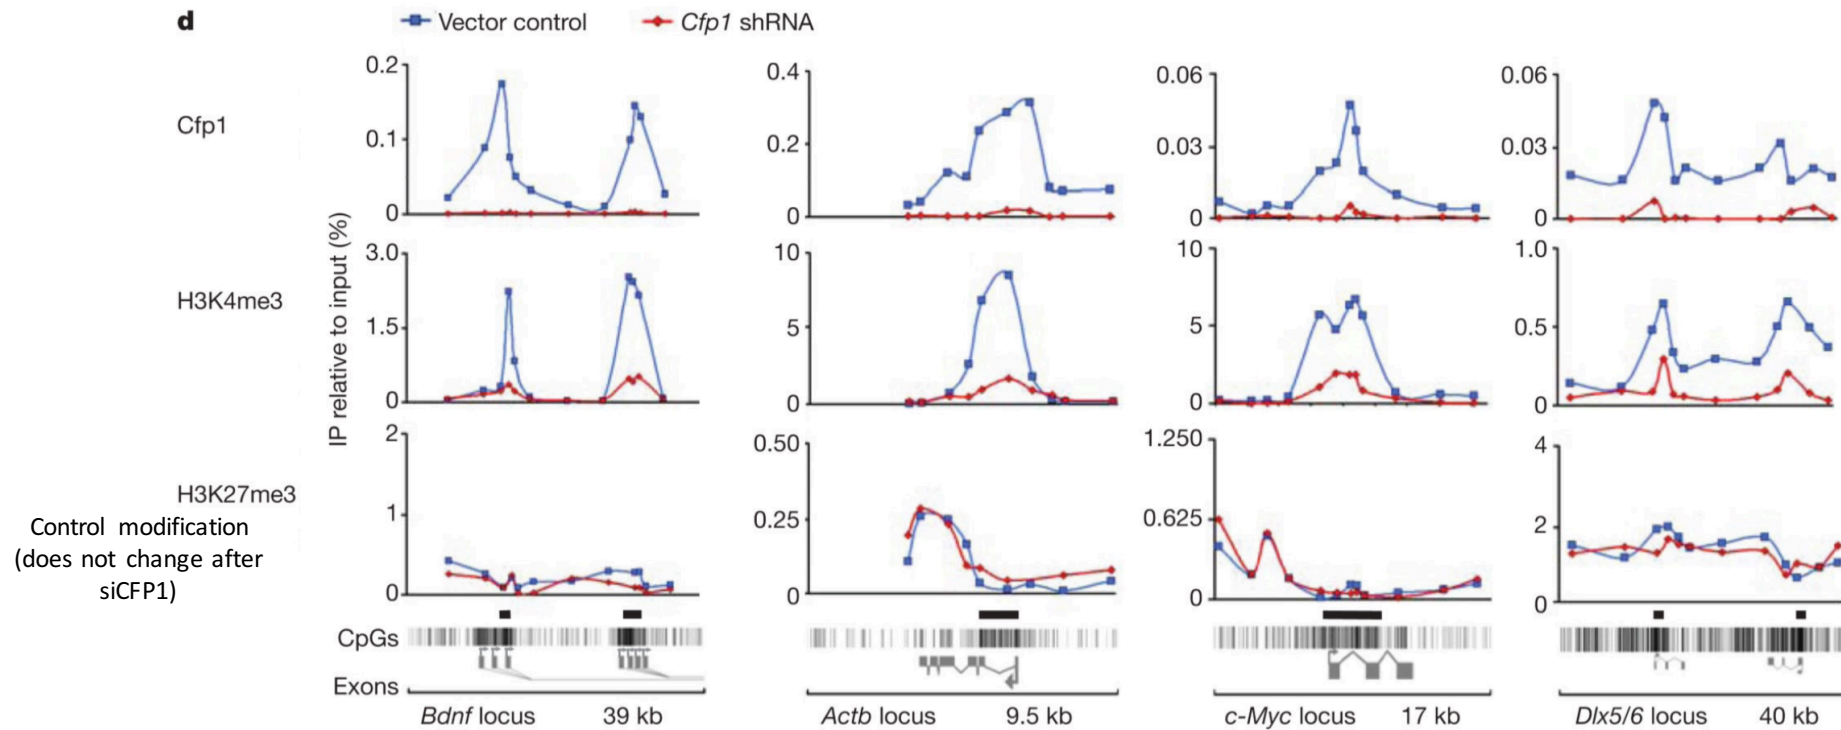 d
Vector control
Cfp1 shRNA
Cfp1
H3K4me3
H3K27me3
Control modification
(does not change after
siCFP1)
IP relative to input (%)
0.2
0.1
0
0.4
0.2
0
0.06
0.03
0
0.06
0.03
0
3.0
1.5
0
10
5
0
10
5
0
1.0
0.5
0
2
1
0
0.50
0.25
0
1.250
0.625
0
4
2
0
CpGs
Exons
Bdnf locus 39 kb
Actb locus 9.5 kb
c-Myc locus 17 kb
Dlx5/6 locus 40 kb